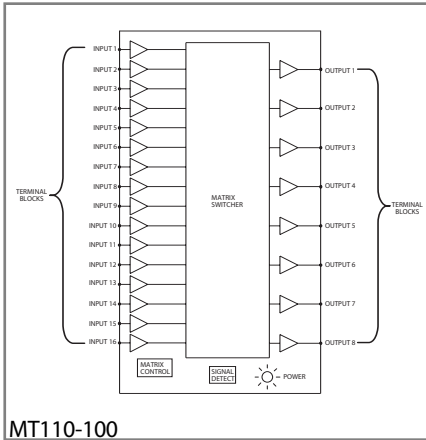 INPUT 1
INPUT 2
INPUT 3
INPUT 4
INPUT 5
INPUT 6
INPUT 7
INPUT 8
INPUT 9
INPUT 10
INPUT 11
INPUT 12
INPUT 13
INPUT 14
INPUT 15
INPUT 16
TERMINAL
BLOCKS
MATRIX
SWITCHER
OUTPUT 1
OUTPUT 2
OUTPUT 3
OUTPUT 4
OUTPUT 5
OUTPUT 6
OUTPUT 7
OUTPUT 8
TERMINAL
BLOCKS
MATRIX
CONTROL
SIGNAL
DETECT
POWER
MT110-100